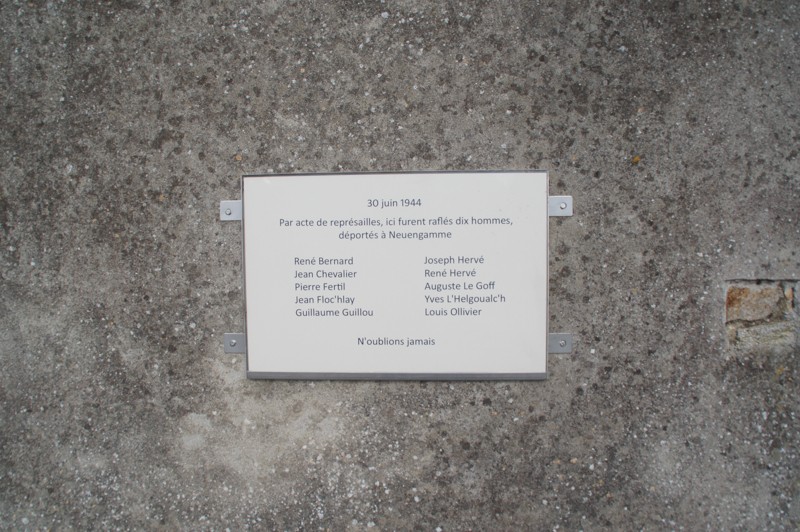 30 juin 1944
Par acte de représailles, ici furent raflés dix hommes,
déportés à Neuengamme
René Bernard
Jean Chevalier
Pierre Fertil
Jean Floc'hlay
Guillaume Guillou
Joseph Hervé
René Hervé
Auguste Le Goff
Yves L'Helgoualc'h
Louis Ollivier
N'oublions jamais